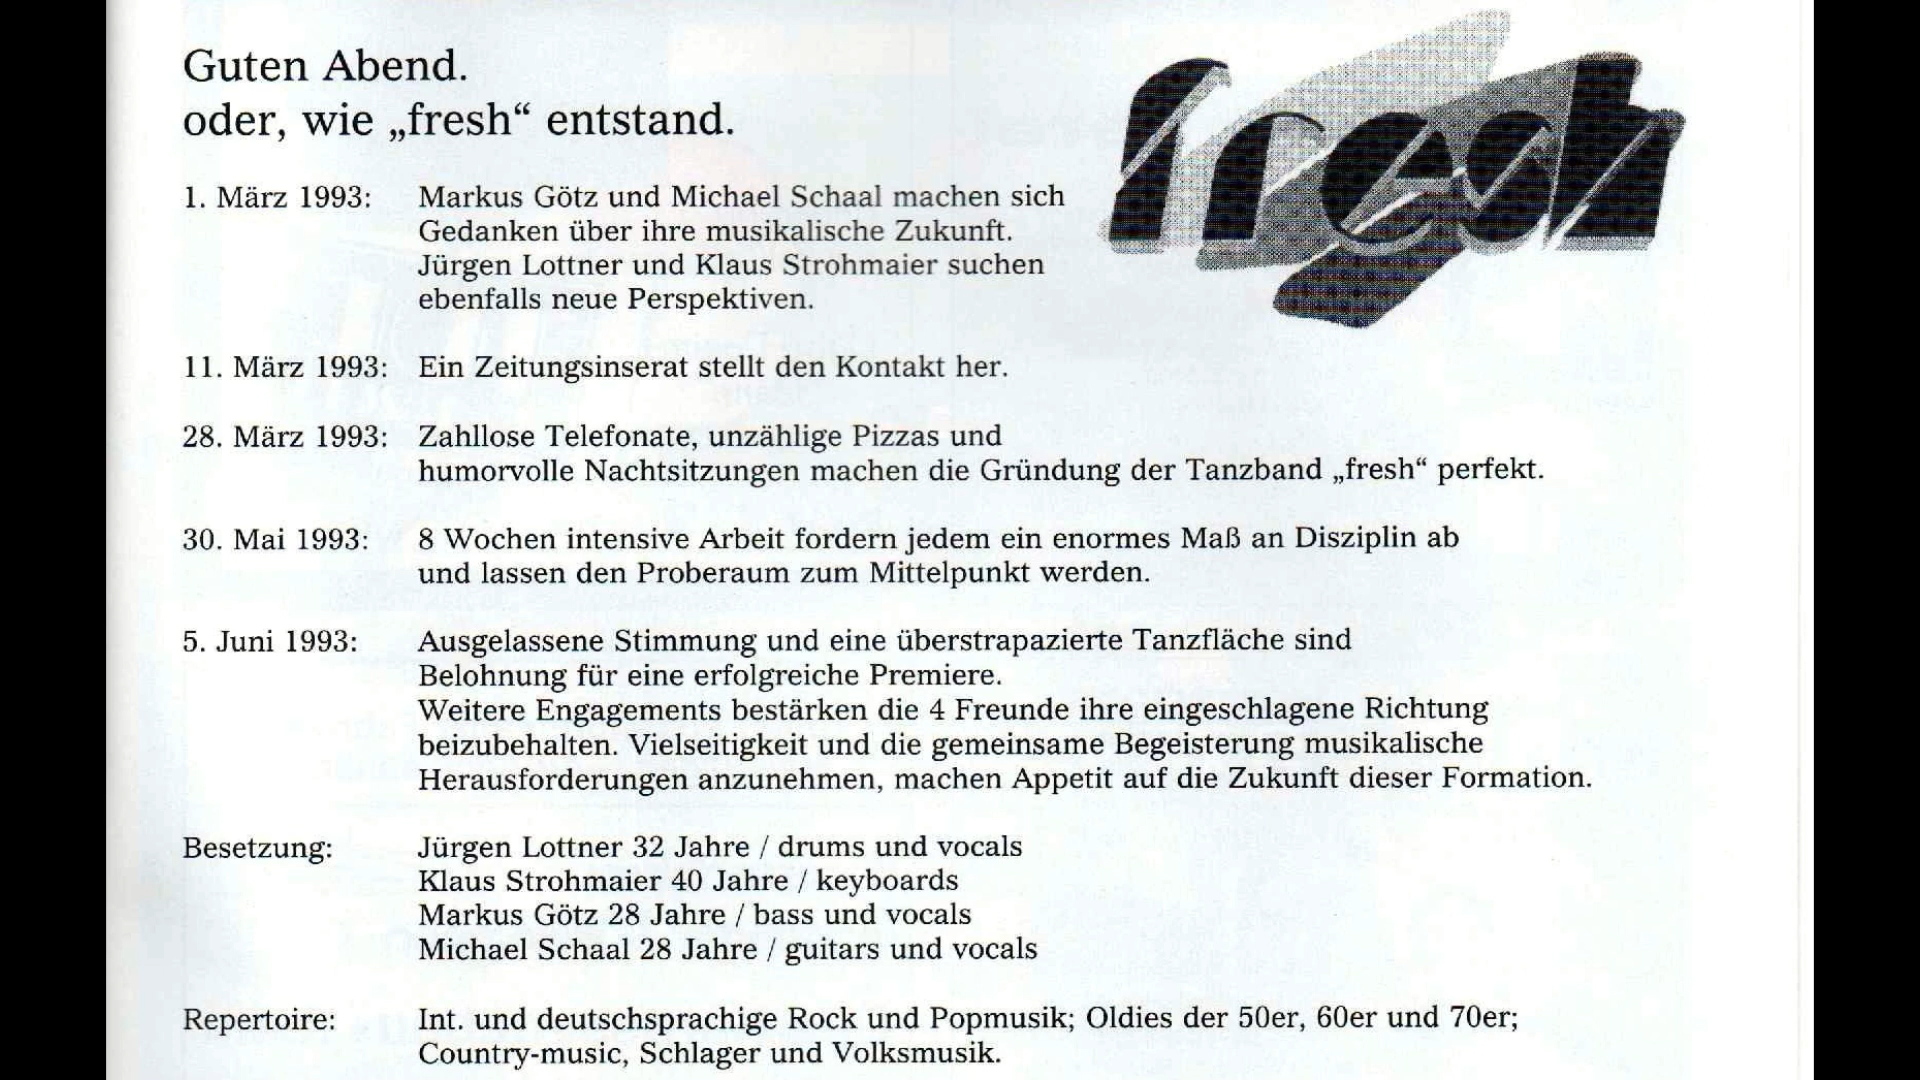 Guten Abend.
oder, wie „fresh“ entstand.
fresh
1. März 1993: Markus Götz und Michael Schaal machen sich
Gedanken über ihre musikalische Zukunft.
Jürgen Lottner und Klaus Strohmaier suchen
ebenfalls neue Perspektiven.
11. März 1993: Ein Zeitungsinserat stellt den Kontakt her.
28. März 1993: Zahllose Telefonate, unzählige Pizzas und
humorvolle Nachtsitzungen machen die Gründung der Tanzband „fresh“ perfekt.
30. Mai 1993: 8 Wochen intensive Arbeit fordern jedem ein enormes Maß an Disziplin ab
und lassen den Proberaum zum Mittelpunkt werden.
5. Juni 1993: Ausgelassene Stimmung und eine überstrapazierte Tanzfläche sind
Belohnung für eine erfolgreiche Premiere.
Weitere Engagements bestärken die 4 Freunde ihre eingeschlagene Richtung
beizubehalten. Vielseitigkeit und die gemeinsame Begeisterung musikalische
Herausforderungen anzunehmen, machen Appetit auf die Zukunft dieser Formation.
Besetzung: Jürgen Lottner 32 Jahre / drums und vocals
Klaus Strohmaier 40 Jahre / keyboards
Markus Götz 28 Jahre / bass und vocals
Michael Schaal 28 Jahre / guitars und vocals
Repertoire: Int. und deutschsprachige Rock und Popmusik; Oldies der 50er, 60er und 70er;
Country-music, Schlager und Volksmusik.